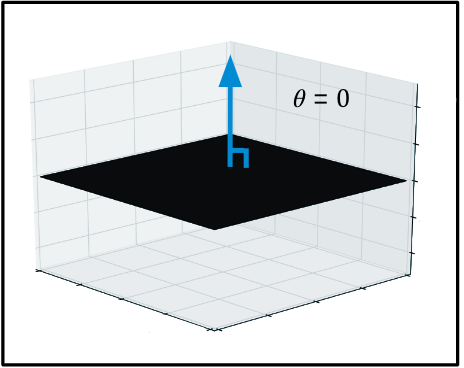 θ = 0